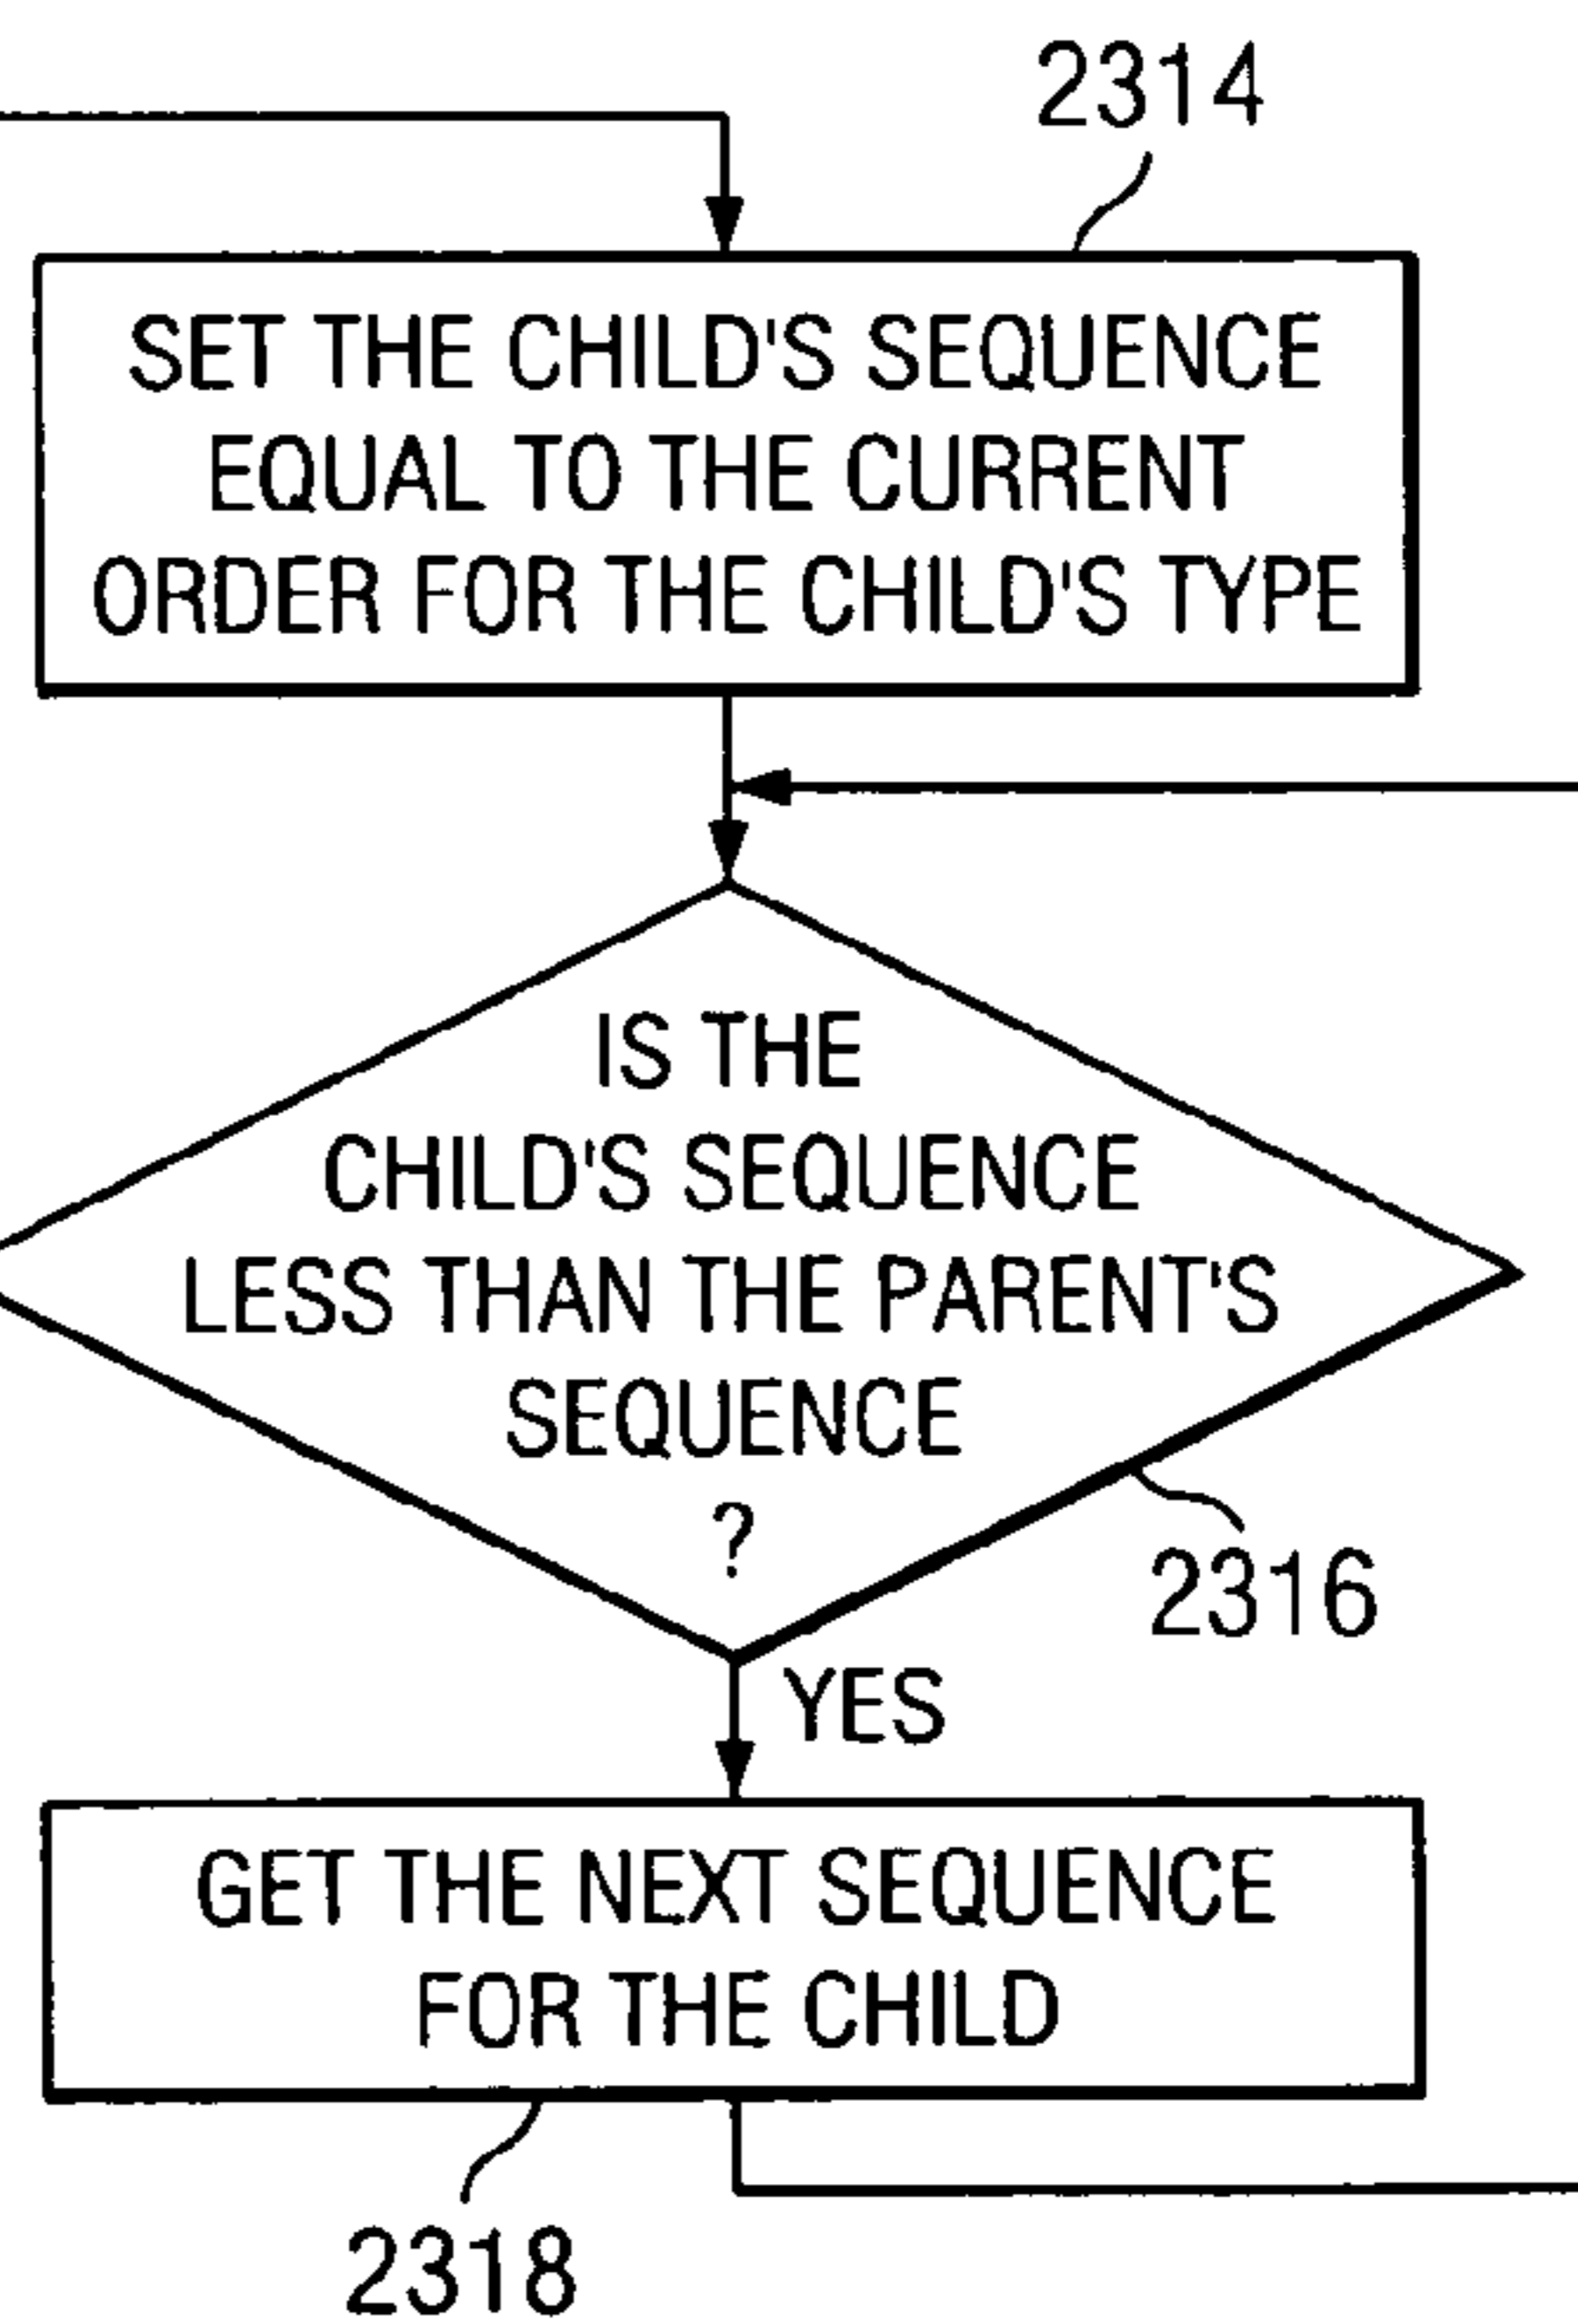 2314
SET THE CHILD'S SEQUENCE
EQUAL TO THE CURRENT
ORDER FOR THE CHILD'S TYPE
IS THE
CHILD'S SEQUENCE
LESS THAN THE PARENT'S
SEQUENCE
?
2316
YES
GET THE NEXT SEQUENCE
FOR THE CHILD
2318